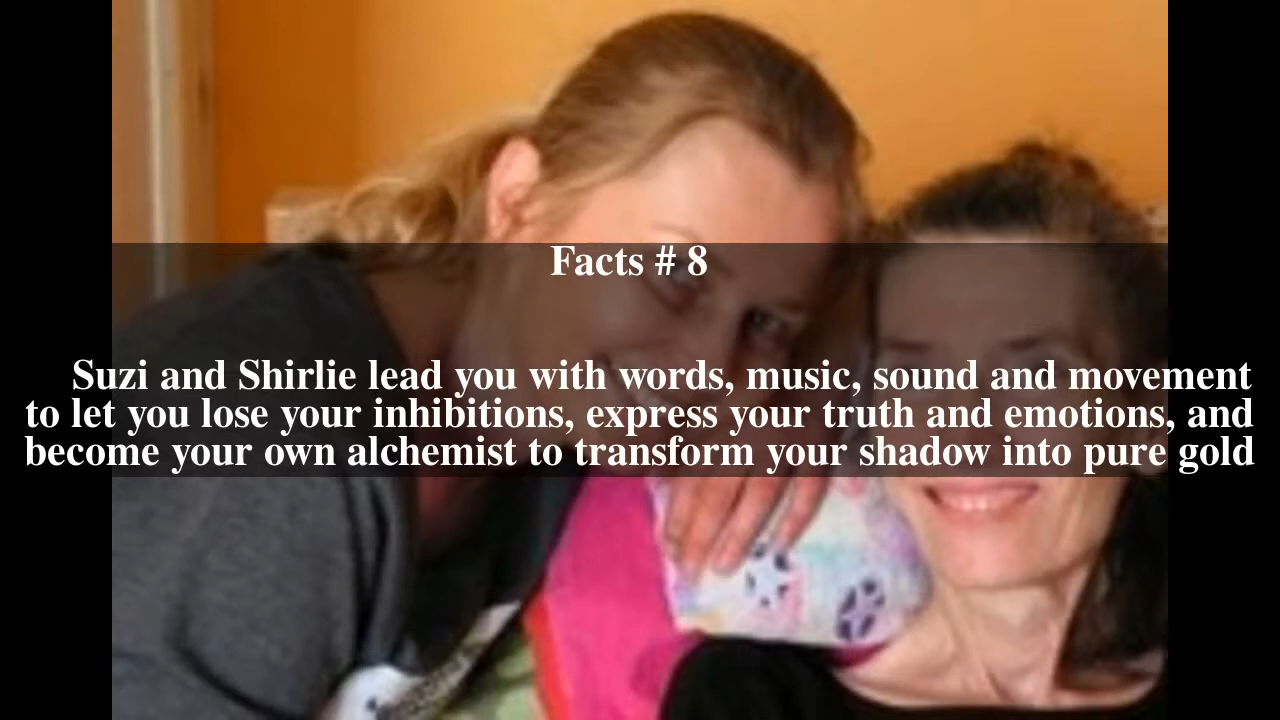 Facts # 8
Suzi and Shirlie lead you with words, music, sound and movement
to let you lose your inhibitions, express your truth and emotions, and
become your own alchemist to transform your shadow into pure gold